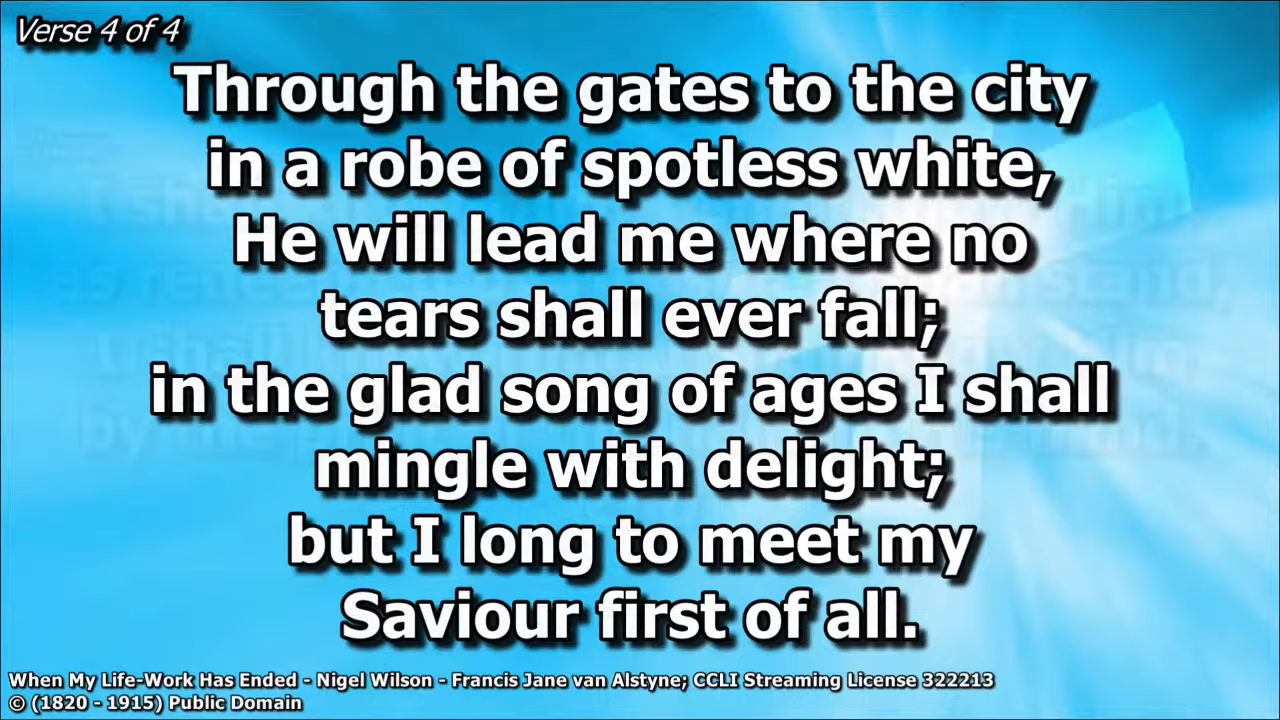 Verse 4 of 4
Through the gates to the city
in a robe of spotless white,
He will lead me where no
tears shall ever fall;
in the glad song of ages I shall
mingle with delight;
but I long to meet my
Saviour first of all.
When My Life-Work Has Ended - Nigel Wilson - Francis Jane van Alstyne; CCLI Streaming License 322213
© (1820 - 1915) Public Domain